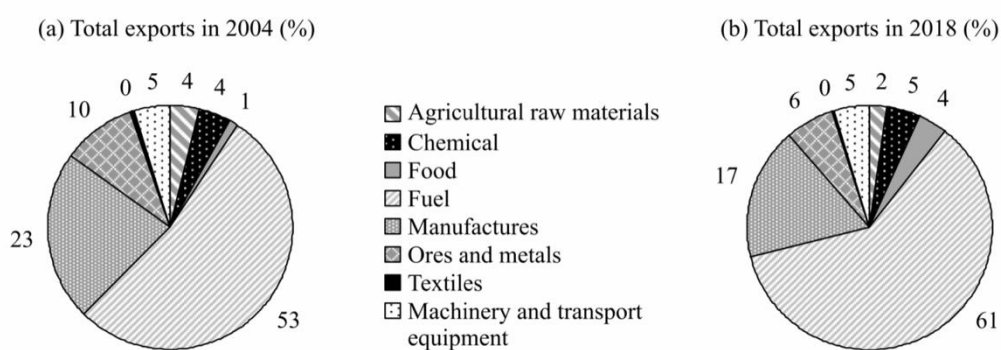 (a) Total exports in 2004 (%)
0 5 4 4 1
10
23
53
Agricultural raw materials
Chemical
Food
Fuel
Manufactures
Ores and metals
Textiles
Machinery and transport
equipment
(b) Total exports in 2018 (%)
0 5 2 5 4
6
17
61